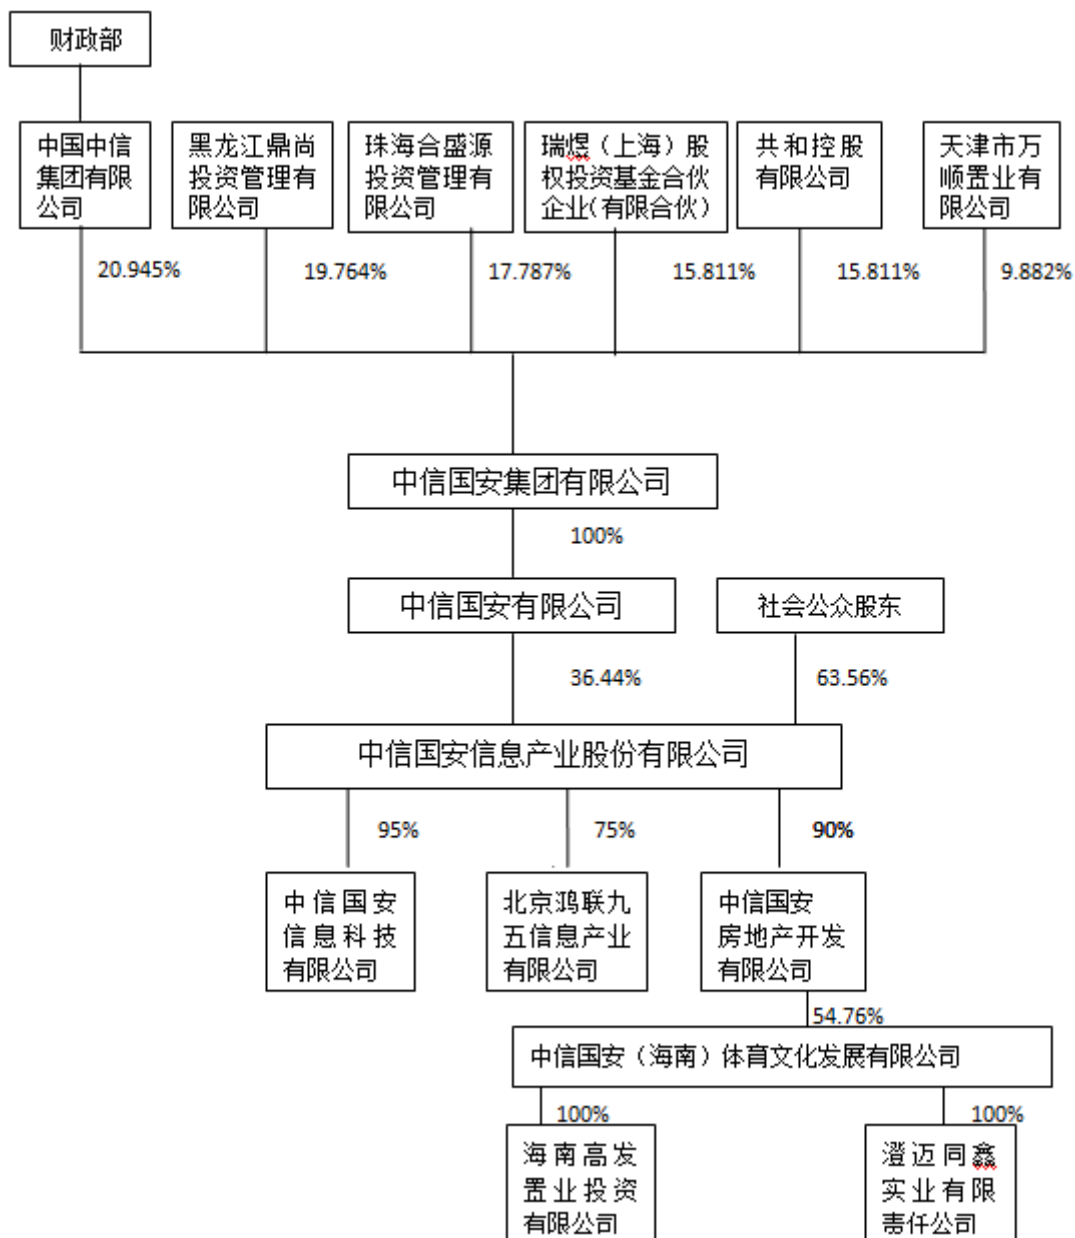 财政部
中国中信
集团有限
公司
黑龙江鼎尚
投资管理有
限公司
珠海合盛源
投资管理有
限公司
瑞煜（上海）股
权投资基金合伙
企业（有限合伙）
共和控股
有限公司
天津市万
顺置业有
限公司
20.945%
19.764%
17.787%
15.811%
15.811%
9.882%
中信国安集团有限公司
100%
中信国安有限公司
社会公众股东
36.44%
63.56%
中信国安信息产业股份有限公司
95%
75%
90%
中信国安
信息科技
有限公司
北京鸿联九
五信息产业
有限公司
中信国安
房地产开发
有限公司
54.76%
中信国安（海南）体育文化发展有限公司
100%
100%
海南高发
置业投资
有限公司
澄迈同鑫
实业有限
责任公司